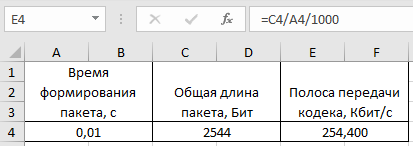 E4
=C4/A4/1000
A B C D E F
1
2
3
4
Время
формирования
пакета, с
Общая длина
пакета, Бит
Полоса передачи
кодека, Кбит/с
0,01 2544 254,400